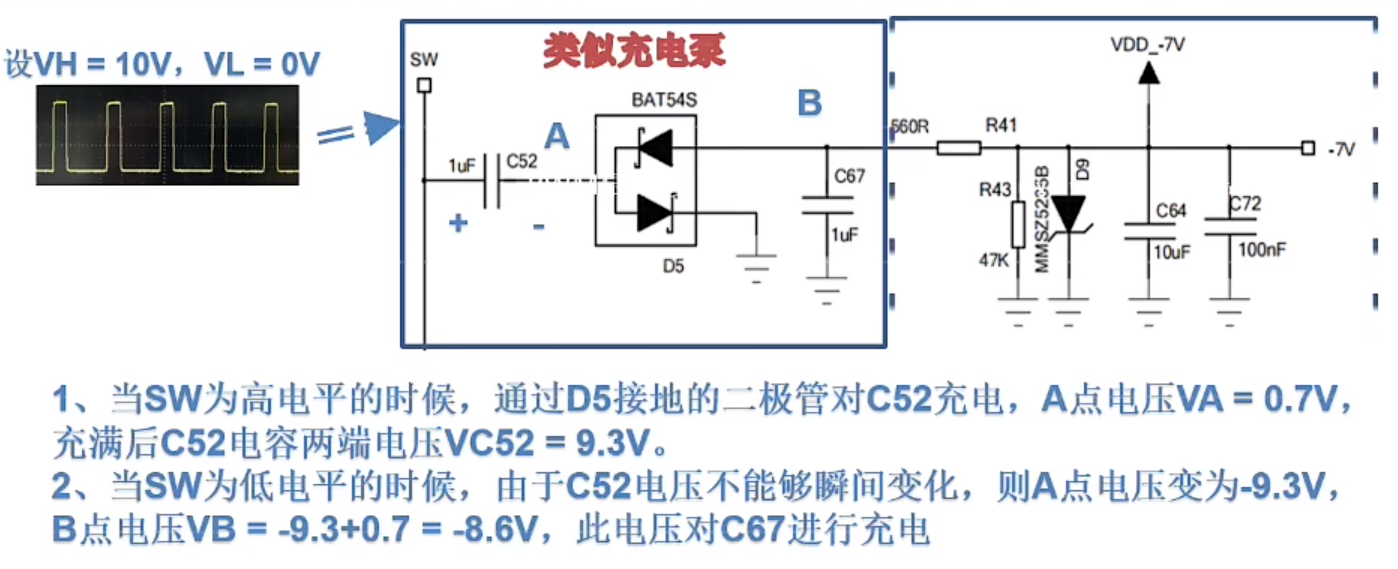 设VH = 10V，VL = 0V
SW
类似充电泵
BAT54S
A
B
1uF
C52
+
-
D5
C67
1uF
560R
R41
VDD_-7V
-7V
R43
47K
D9
C64
10uF
C72
100nF
1、当SW为高电平的时候，通过D5接地的二极管对C52充电，A点电压VA = 0.7V，
充满后C52电容两端电压VC52 = 9.3V。
2、当SW为低电平的时候，由于C52电压不能够瞬间变化，则A点电压变为-9.3V，
B点电压VB = -9.3+0.7 = -8.6V，此电压对C67进行充电